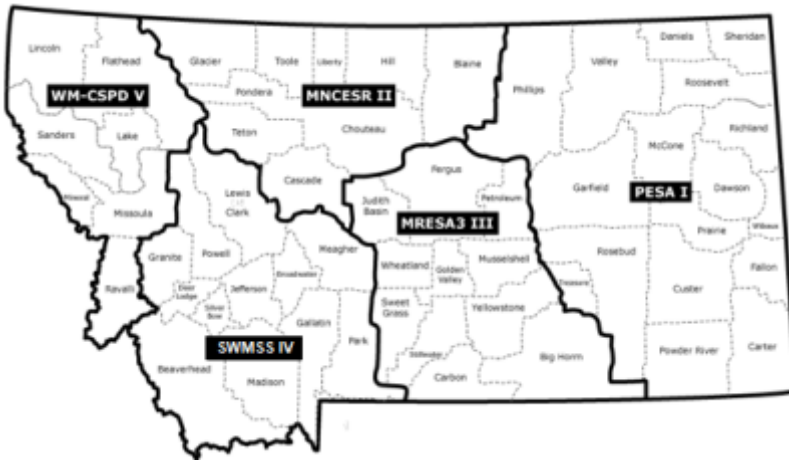 Lincoln
Flathead
Glacier
Toole
Liberty
Hill
Blaine
Phillips
Valley
Daniels
Sheridan
Roosevelt
WM-CSPD V
MNCESR II
Pondera
Teton
Chouteau
Sanders
Lake
Mineral
Missoula
Cascade
Lewis
Clark
Fergus
Petroleum
Judith
Basin
MRESA3 III
Garfield
McCone
Richland
Dawson
PESA I
Prairie
Wibaux
Granite
Powell
Meagher
Broadwater
Jefferson
Deer
Lodge
Silver
Bow
Ravalli
Wheatland
Golden
Valley
Musselshell
Rosebud
Treasure
Custer
Fallon
Sweet
Grass
Yellowstone
Stillwater
Carbon
Big Horn
Powder River
Carter
Gallatin
Park
SWMSS IV
Beaverhead
Madison